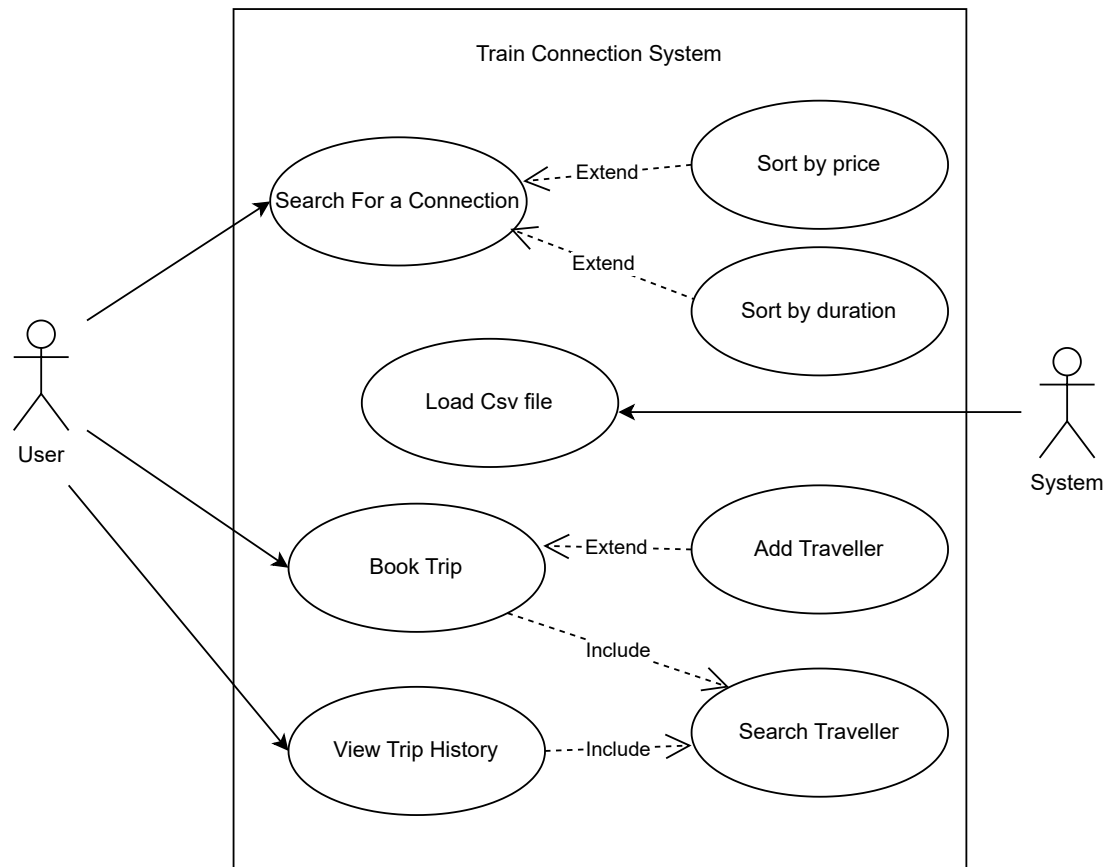 Train Connection System
Sort by price
Extend
Search For a Connection
Extend
Sort by duration
Load Csv file
User
System
Extend
Add Traveller
Book Trip
Include
Search Traveller
View Trip History
Include